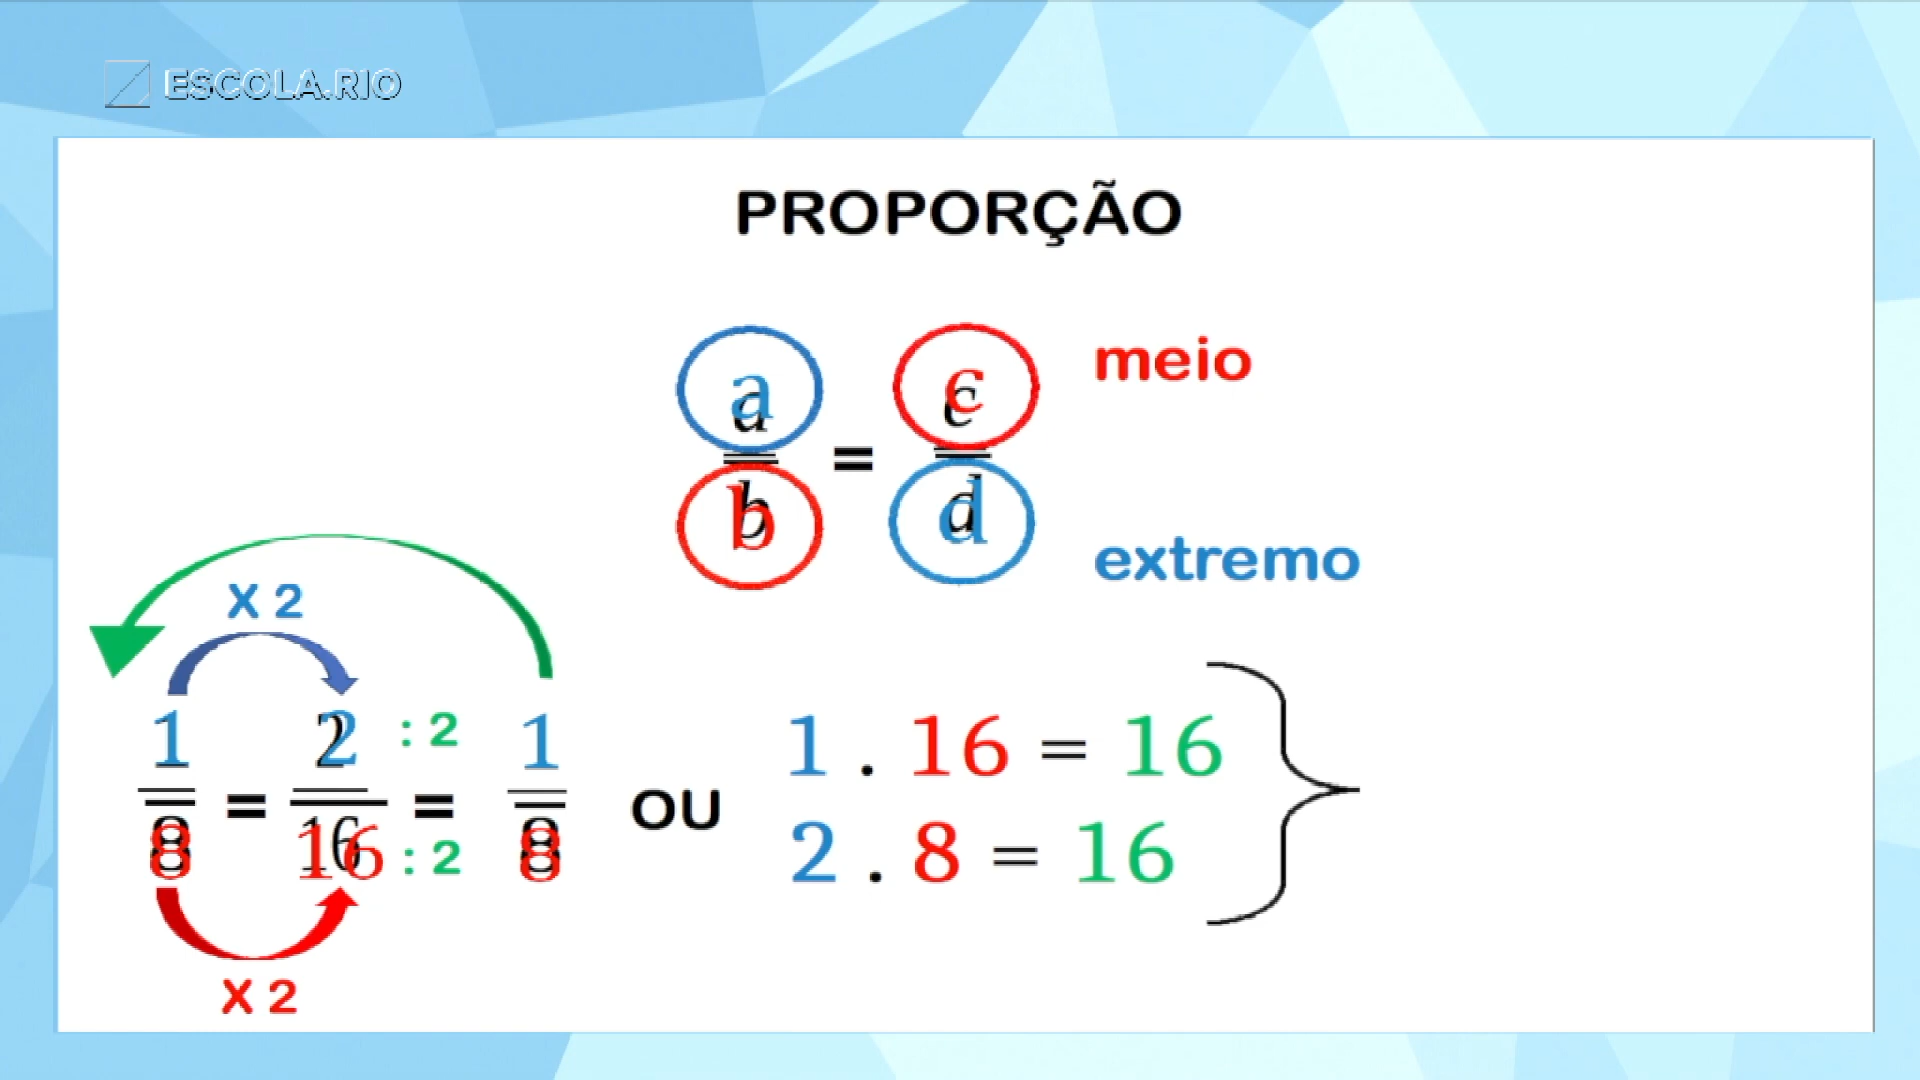 ESCOLA.RIO
PROPORÇÃO
a/b = c/d
meio
extremo
X 2
1/8 = 2/16 : 2 : 2 = 1/8
X 2
OU
1 . 16 = 16
2 . 8 = 16